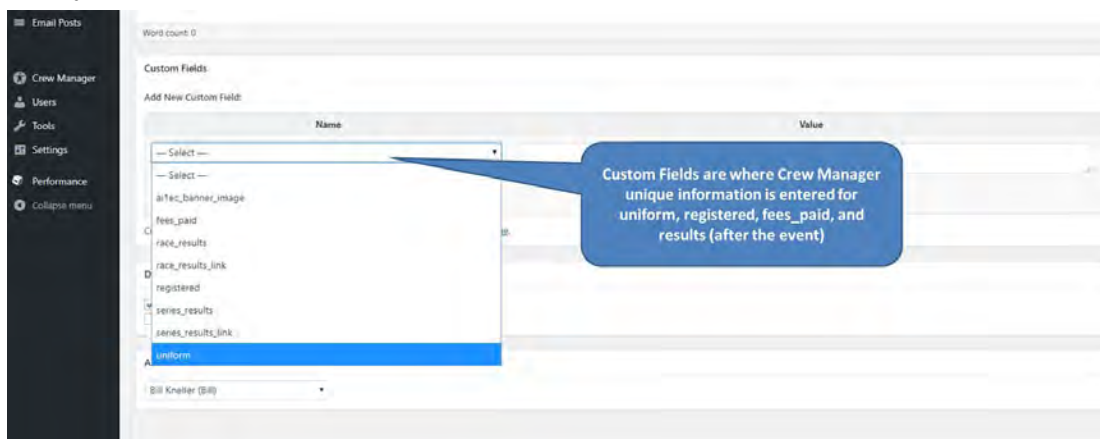 Email Posts
Word count: 0
Crew Manager
Users
Tools
Settings
Performance
Collapse menu
Custom Fields
Add New Custom Field:
Name
Value
— Select —
— Select —
ai1ec_banner_image
fees_paid
race_results
race_results_link
registered
series_results
series_results_link
uniform
Custom Fields are where Crew Manager
unique information is entered for
uniform, registered, fees_paid, and
results (after the event)
Bill Kneller (Bill)